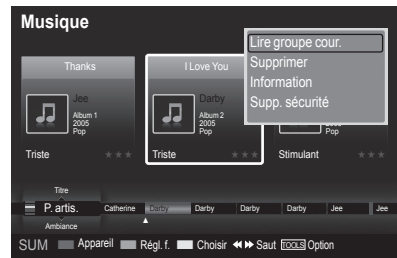 Musique
Lire groupe cour.
Supprimer
Information
Supp. sécurité
Thanks
I Love You
Jee
Album 1
2005
Pop
Darby
Album 2
2005
Pop
Pop
Triste
Triste
Stimulant
Titre
P. artis.
Catherine Darby Darby Darby Darby Jee Jee
Ambiance
SUM Appareil Régl. f. Choisir Saut TOOLS Option